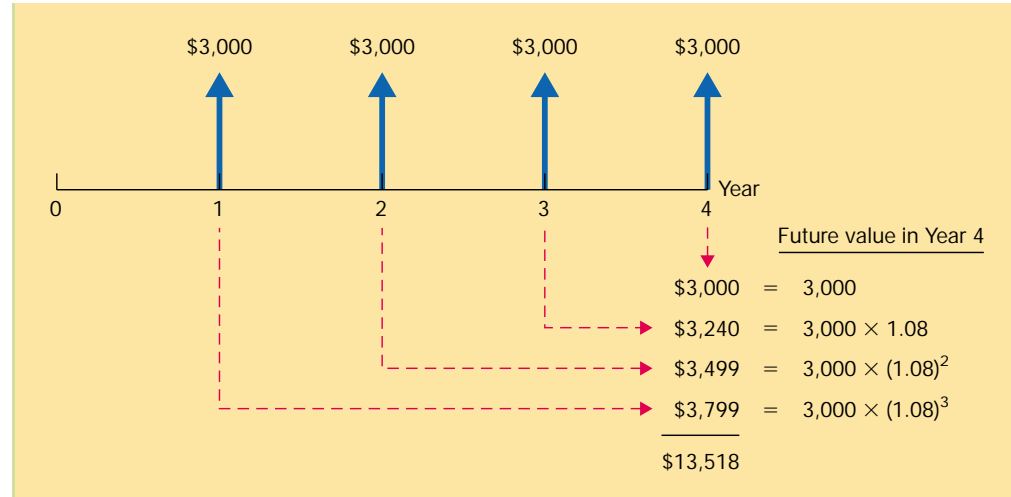 $3,000 $3,000 $3,000 $3,000
Year
0 1 2 3 4
Future value in Year 4
$3,000 = 3,000
$3,240 = 3,000 × 1.08
$3,499 = 3,000 × (1.08)²
$3,799 = 3,000 × (1.08)³
$13,518